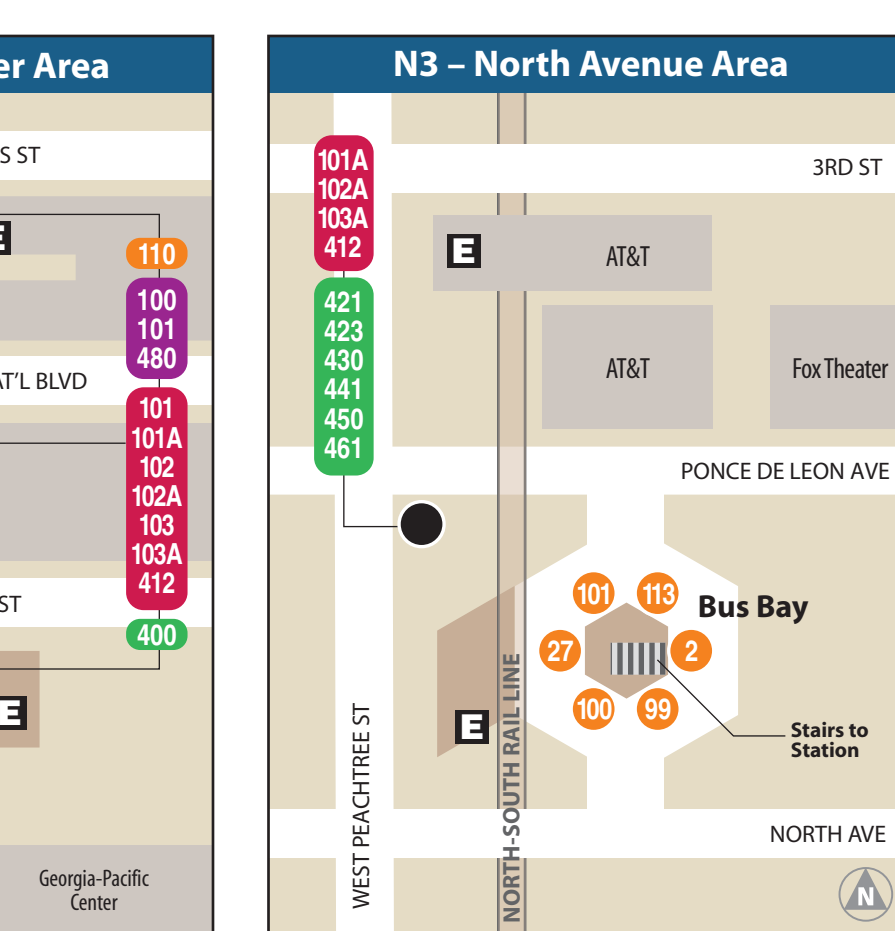 er Area
S ST
E
110
100
101
480
AT'L BLVD
101
101A
102
102A
103
103A
412
ST
400
E
Georgia-Pacific
Center
N3 – North Avenue Area
3RD ST
101A
102A
103A
412
E
AT&T
421
423
430
441
450
461
AT&T
Fox Theater
PONCE DE LEON AVE
101
113
Bus Bay
27
2
100
99
E
Stairs to
Station
WEST PEACHTREE ST
NORTH-SOUTH RAIL LINE
NORTH AVE
N